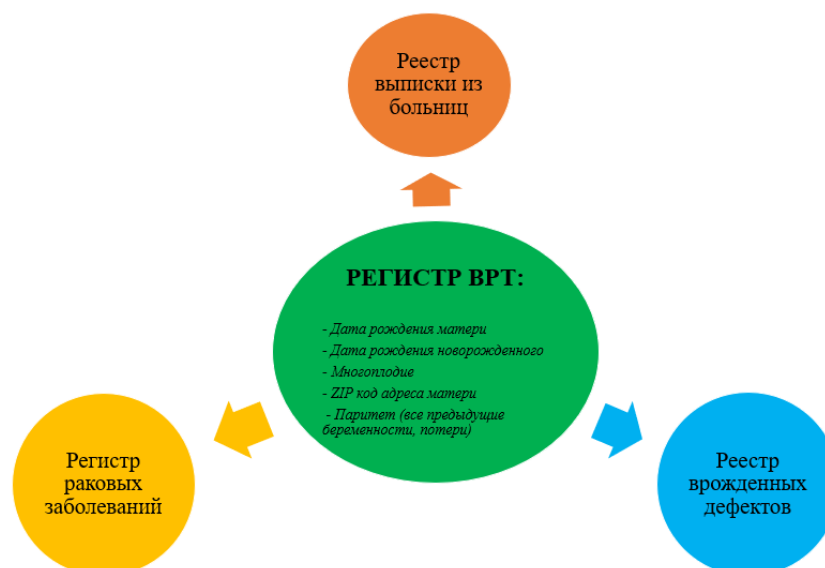 Реестр
выписки из
больниц
РЕГИСТР ВРТ:
- Дата рождения матери
- Дата рождения новорожденного
- Многоплодие
- ZIP код адреса матери
- Паритет (все предыдущие
беременности, потери)
Регистр
раковых
заболеваний
Реестр
врожденных
дефектов